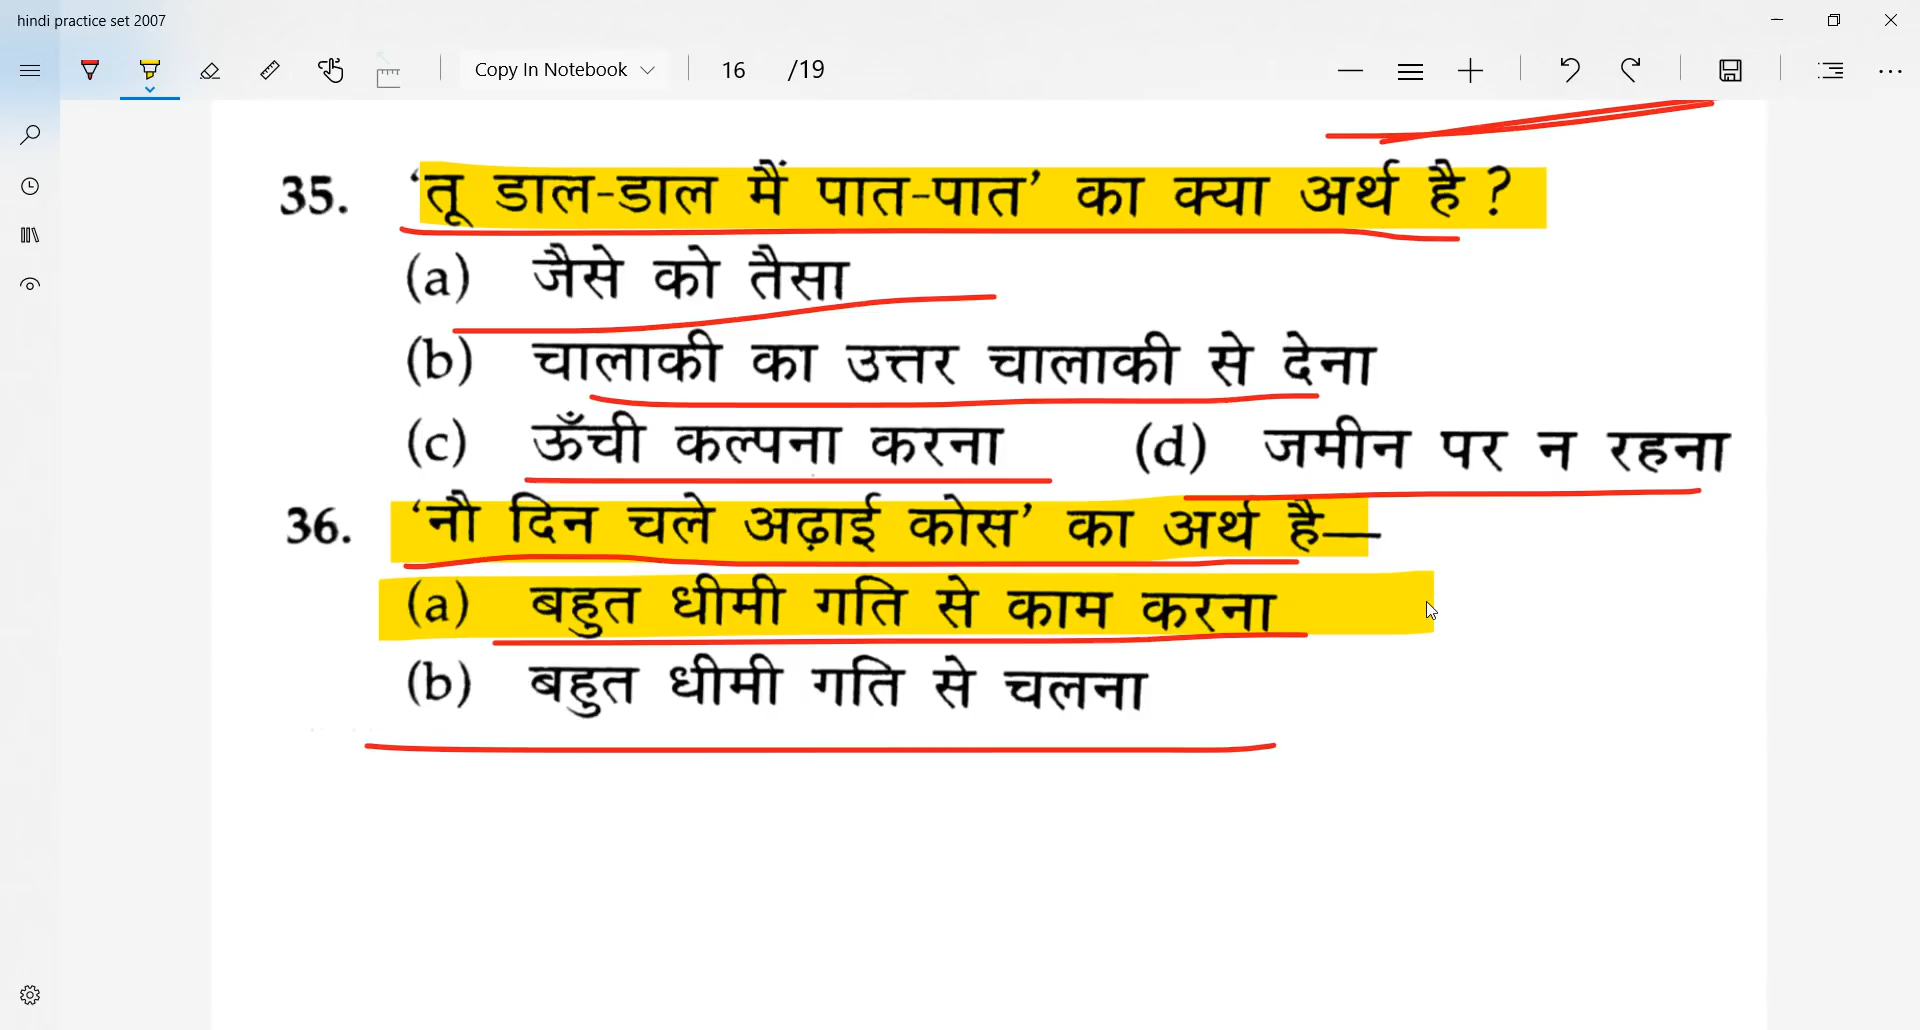 hindi practice set 2007
Copy In Notebook 16 /19
35. ‘तू डाल-डाल मैं पात-पात’ का क्या अर्थ है ?
(a) जैसे को तैसा
(b) चालाकी का उत्तर चालाकी से देना
(c) ऊँची कल्पना करना (d) जमीन पर न रहना
36. ‘नौ दिन चले अढ़ाई कोस’ का अर्थ है—
(a) बहुत धीमी गति से काम करना
(b) बहुत धीमी गति से चलना